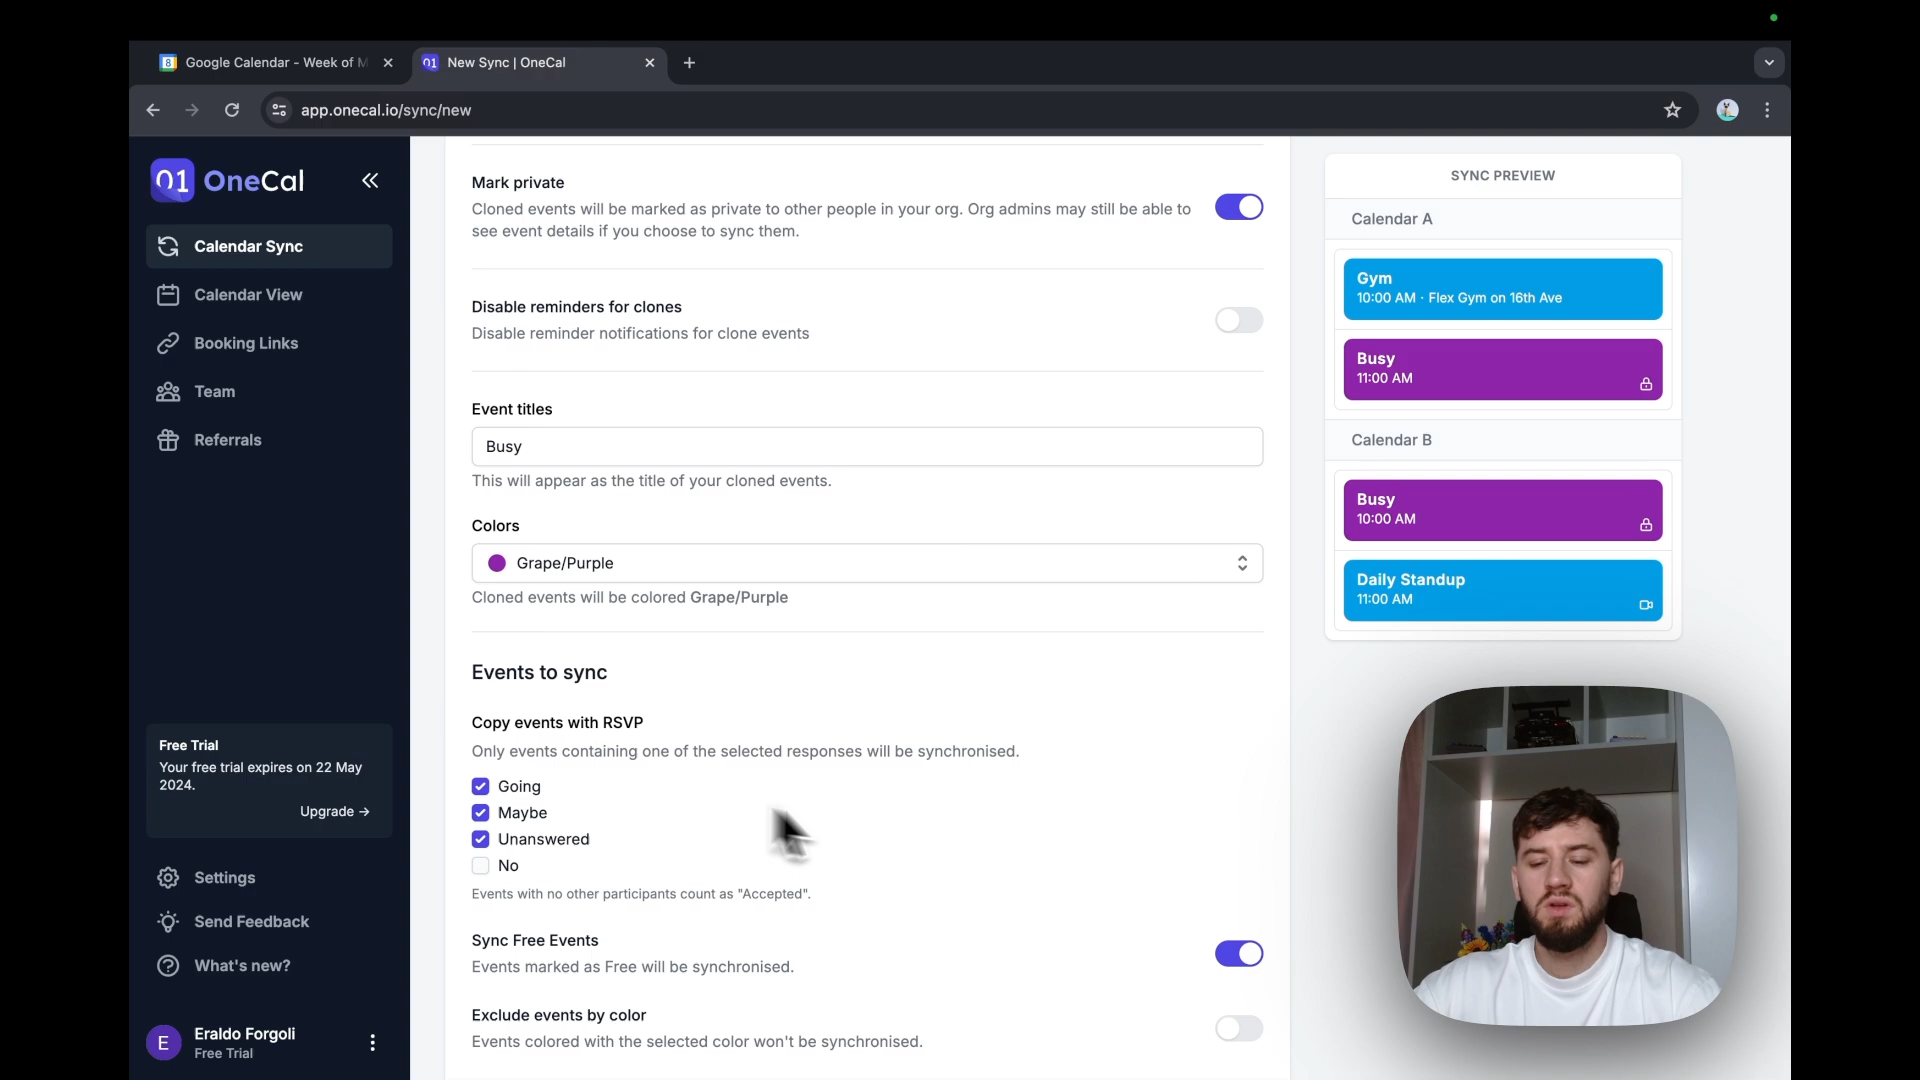 Google Calendar - Week of M
New Sync | OneCal
app.onecal.io/sync/new
01 OneCal
Calendar Sync
Calendar View
Booking Links
Team
Referrals
Free Trial
Your free trial expires on 22 May
2024.
Upgrade →
Settings
Send Feedback
What's new?
E
Eraldo Forgoli
Free Trial
Mark private
Cloned events will be marked as private to other people in your org. Org admins may still be able to
see event details if you choose to sync them.
Disable reminders for clones
Disable reminder notifications for clone events
Event titles
Busy
This will appear as the title of your cloned events.
Colors
Grape/Purple
Cloned events will be colored Grape/Purple
Events to sync
Copy events with RSVP
Only events containing one of the selected responses will be synchronised.
Going
Maybe
Unanswered
No
Events with no other participants count as "Accepted".
Sync Free Events
Events marked as Free will be synchronised.
Exclude events by color
Events colored with the selected color won't be synchronised.
SYNC PREVIEW
Calendar A
Gym
10:00 AM · Flex Gym on 16th Ave
Busy
11:00 AM
Calendar B
Busy
10:00 AM
Daily Standup
11:00 AM